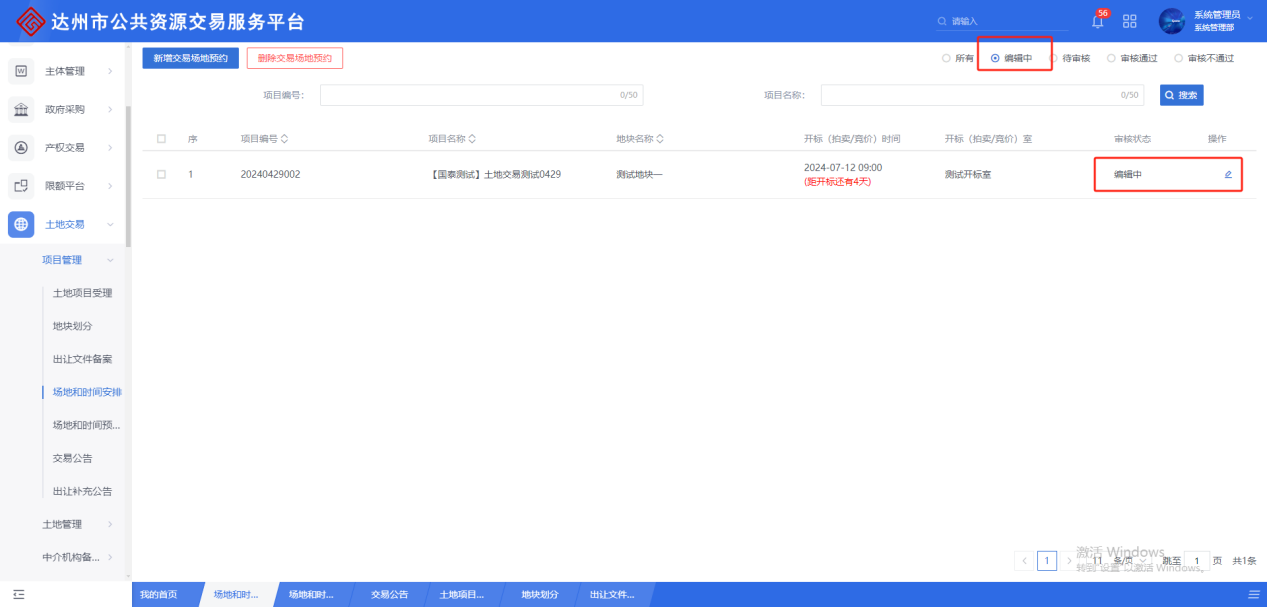 达州市公共资源交易服务平台
请输入
56
系统管理员
系统管理部
主体管理
政府采购
产权交易
限额平台
土地交易
项目管理
土地项目受理
地块划分
出让文件备案
场地和时间安排
场地和时间预...
交易公告
出让补充公告
土地管理
中介机构备...
新增交易场地预约
删除交易场地预约
所有
编辑中
待审核
审核通过
审核不通过
项目编号：
0/50
项目名称：
0/50
搜索
序
项目编号
项目名称
地块名称
开标（拍卖/竞价）时间
开标（拍卖/竞价）室
审核状态
操作
1
20240429002
【国泰测试】土地交易测试0429
测试地块一
2024-07-12 09:00
(距开标还有4天)
测试开标室
编辑中
1
11 条/页
跳至
1
页
共1条
激活 Windows
转到"设置"以激活 Windows。
我的首页
场地和时...
场地和时...
交易公告
土地项目...
地块划分
出让文件...